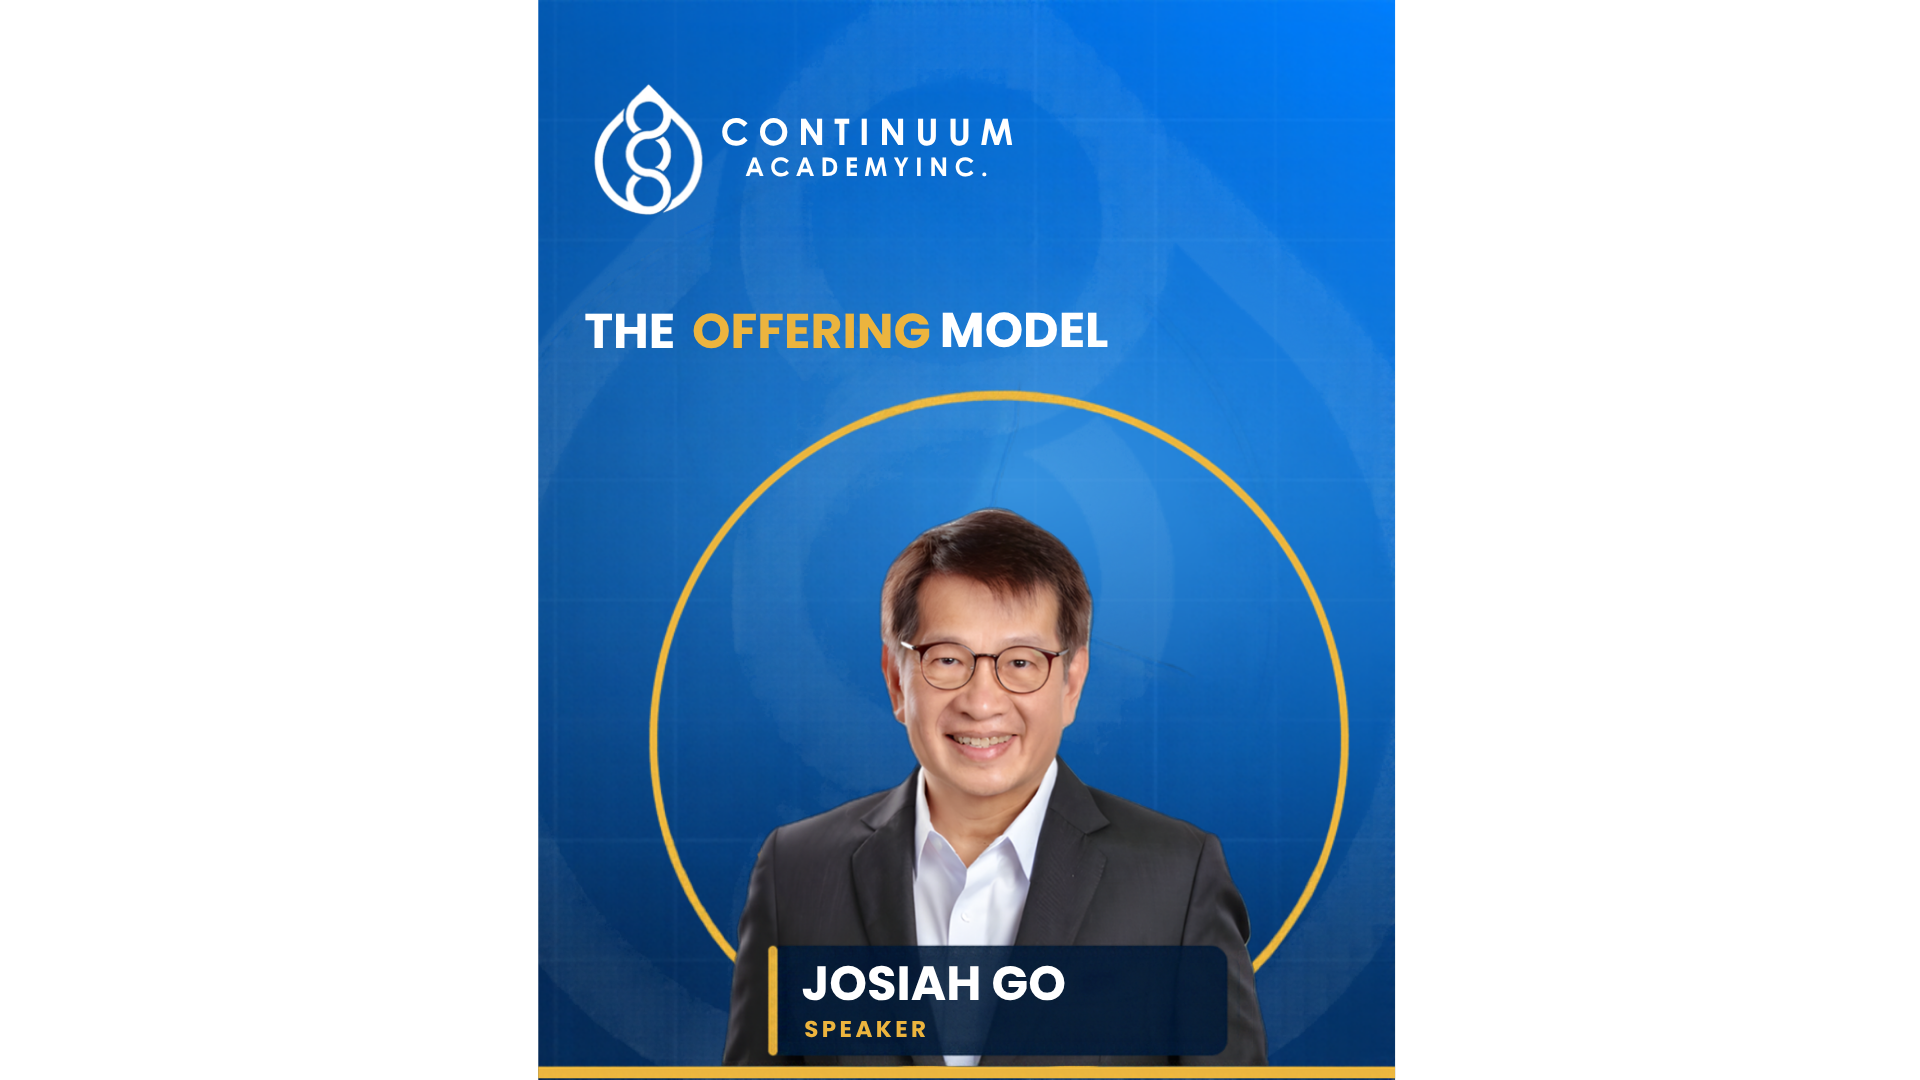 CONTINUUM
ACADEMYINC.
THE OFFERING MODEL
JOSIAH GO
SPEAKER